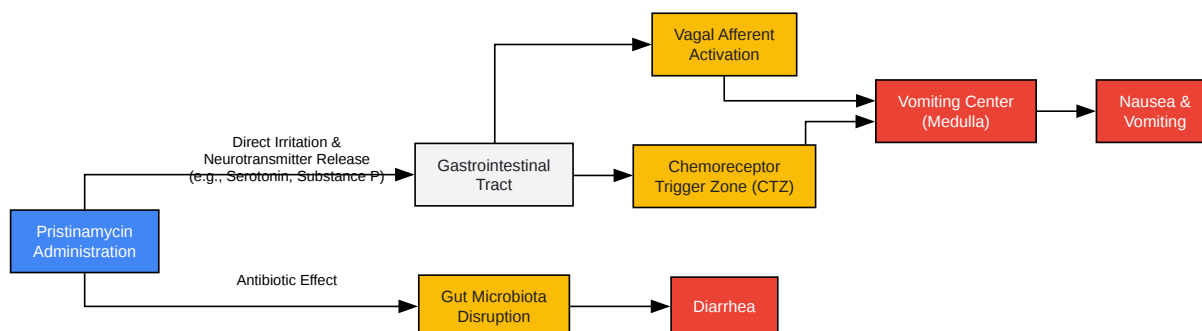 Vagal Afferent
Activation
Vomiting Center
(Medulla)
Nausea &
Vomiting
Direct Irritation &
Neurotransmitter Release
(e.g., Serotonin, Substance P)
Gastrointestinal
Tract
Chemoreceptor
Trigger Zone (CTZ)
Pristinamycin
Administration
Antibiotic Effect
Gut Microbiota
Disruption
Diarrhea